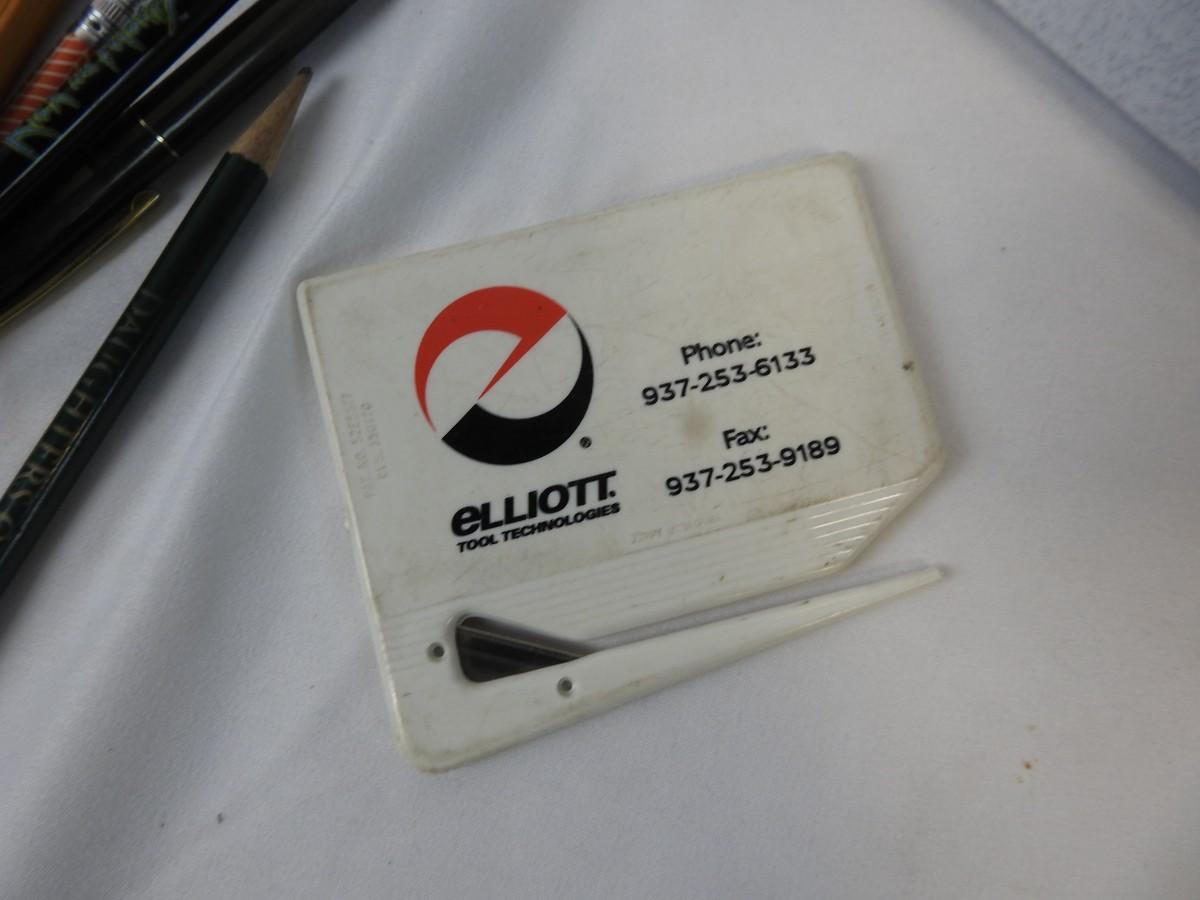 Phone:
937-253-6133
Fax:
937-253-9189
eLLIOTT.
TOOL TECHNOLOGIES
®